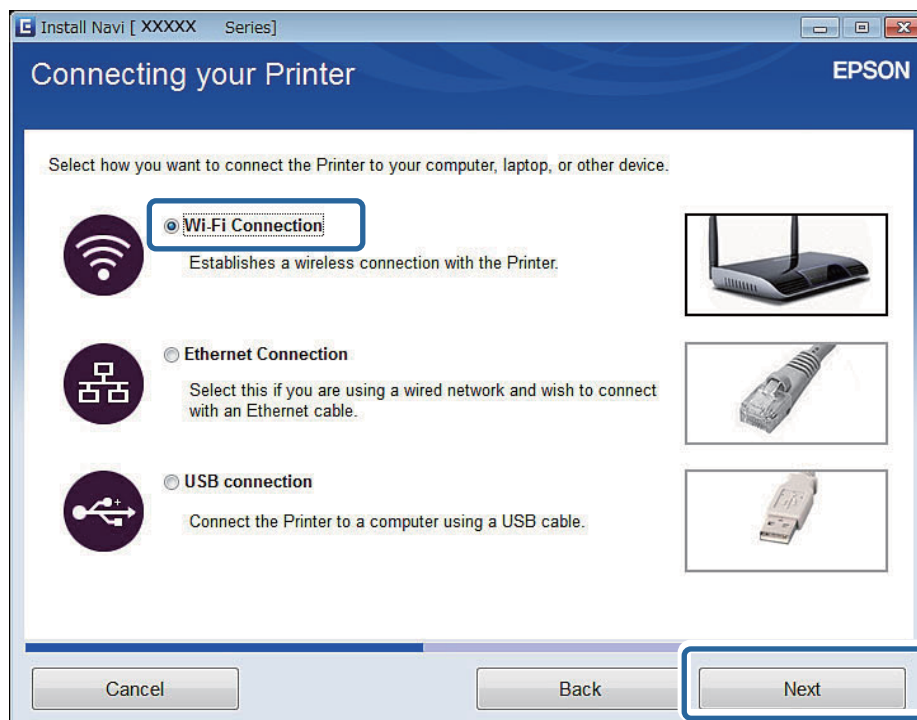 Install Navi [ XXXXX Series]
Connecting your Printer
EPSON
Select how you want to connect the Printer to your computer, laptop, or other device.
Wi-Fi Connection
Establishes a wireless connection with the Printer.
Ethernet Connection
Select this if you are using a wired network and wish to connect
with an Ethernet cable.
USB connection
Connect the Printer to a computer using a USB cable.
Cancel
Back
Next